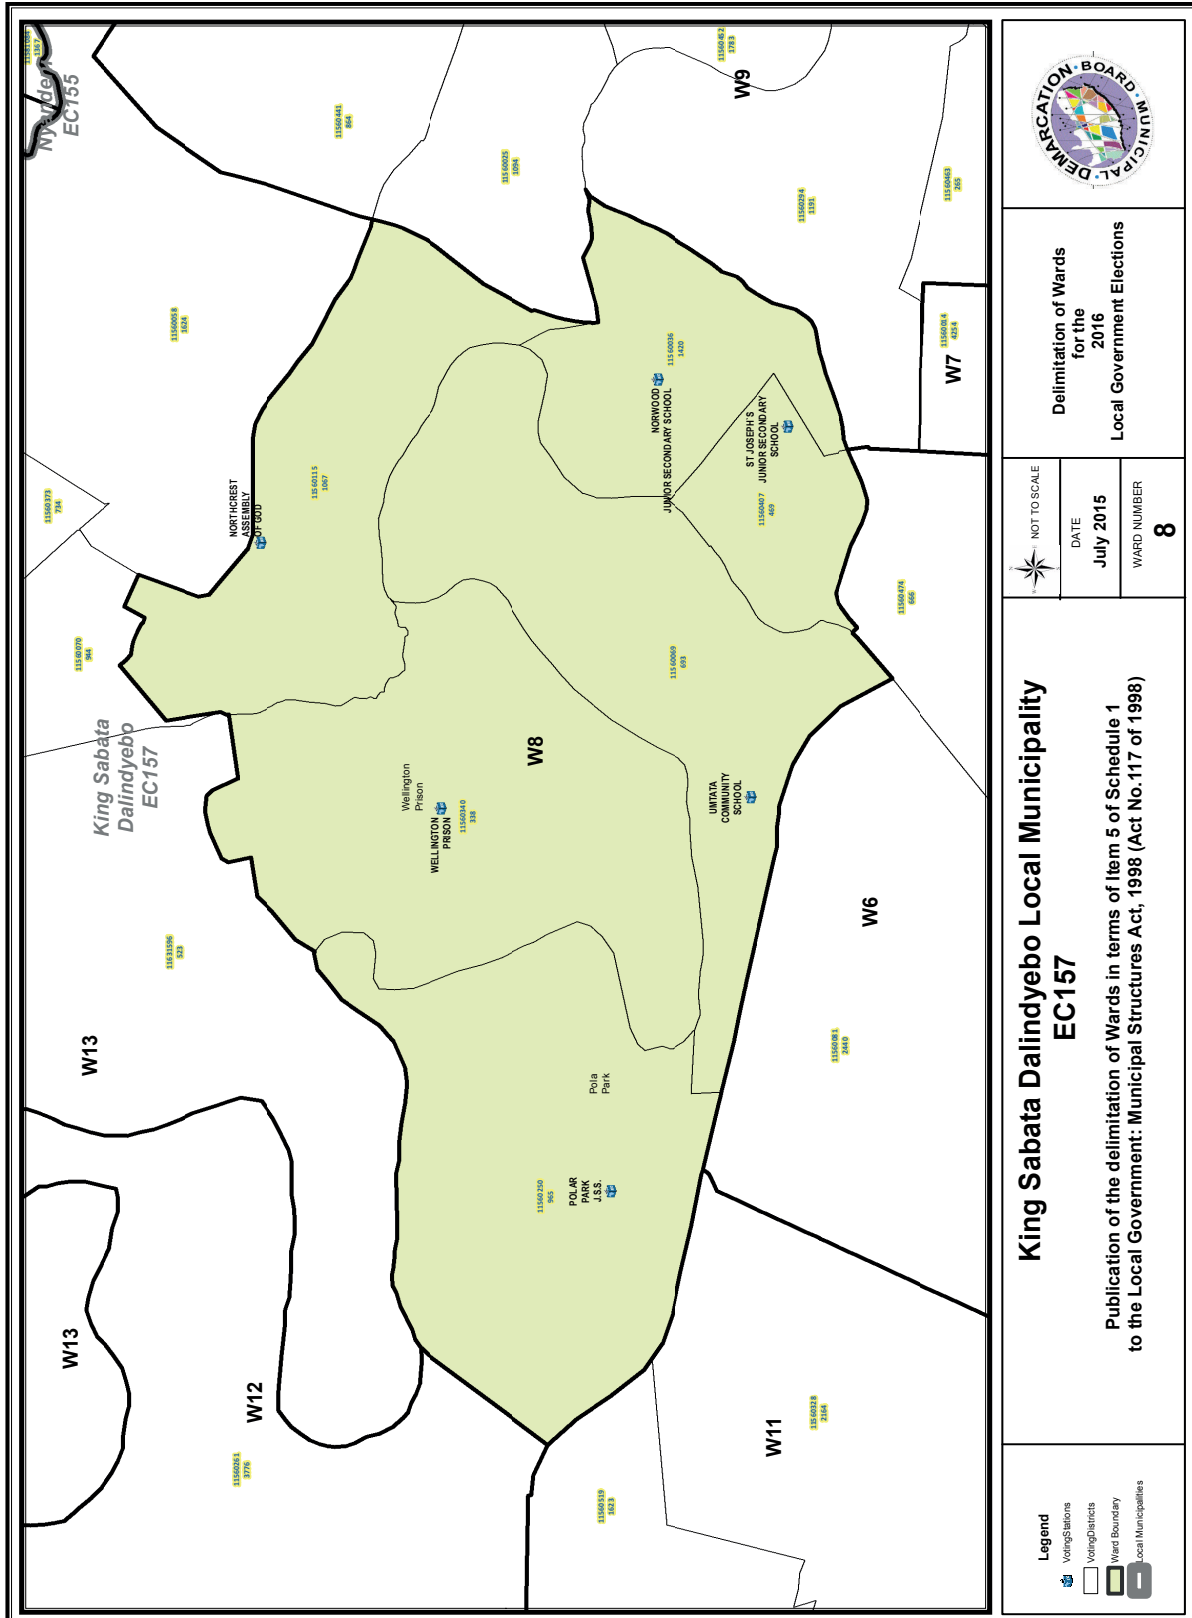 Nyanden
EC155
King Sabata
Dalindyebo
EC157
W13
W13
W12
W11
W6
W7
W9
W8
11581084
1367
11560441
864
11560025
1094
11560452
1783
11560294
1191
11560463
265
11560014
4254
11560058
1624
11560373
734
11560070
944
11631596
523
11560261
3776
11560519
1623
11560328
2164
11560081
2440
11560474
666
11560115
1067
11560036
1420
11560407
469
11560069
693
11560340
338
11560250
965
NORTHCREST
ASSEMBLY
OF GOD
NORWOOD
JUNIOR SECONDARY SCHOOL
ST JOSEPH'S
JUNIOR SECONDARY
SCHOOL
Wellington
Prison
WELLINGTON
PRISON
UMTATA
COMMUNITY
SCHOOL
Pola
Park
POLAR
PARK
J.S.S.
Legend
VotingStations
VotingDistricts
Ward Boundary
Local Municipalities
King Sabata Dalindyebo Local Municipality
EC157
Publication of the delimitation of Wards in terms of Item 5 of Schedule 1
to the Local Government: Municipal Structures Act, 1998 (Act No.117 of 1998)
NOT TO SCALE
DATE
July 2015
WARD NUMBER
8
Delimitation of Wards
for the
2016
Local Government Elections
MUNICIPAL · DEMARCATION · BOARD ·